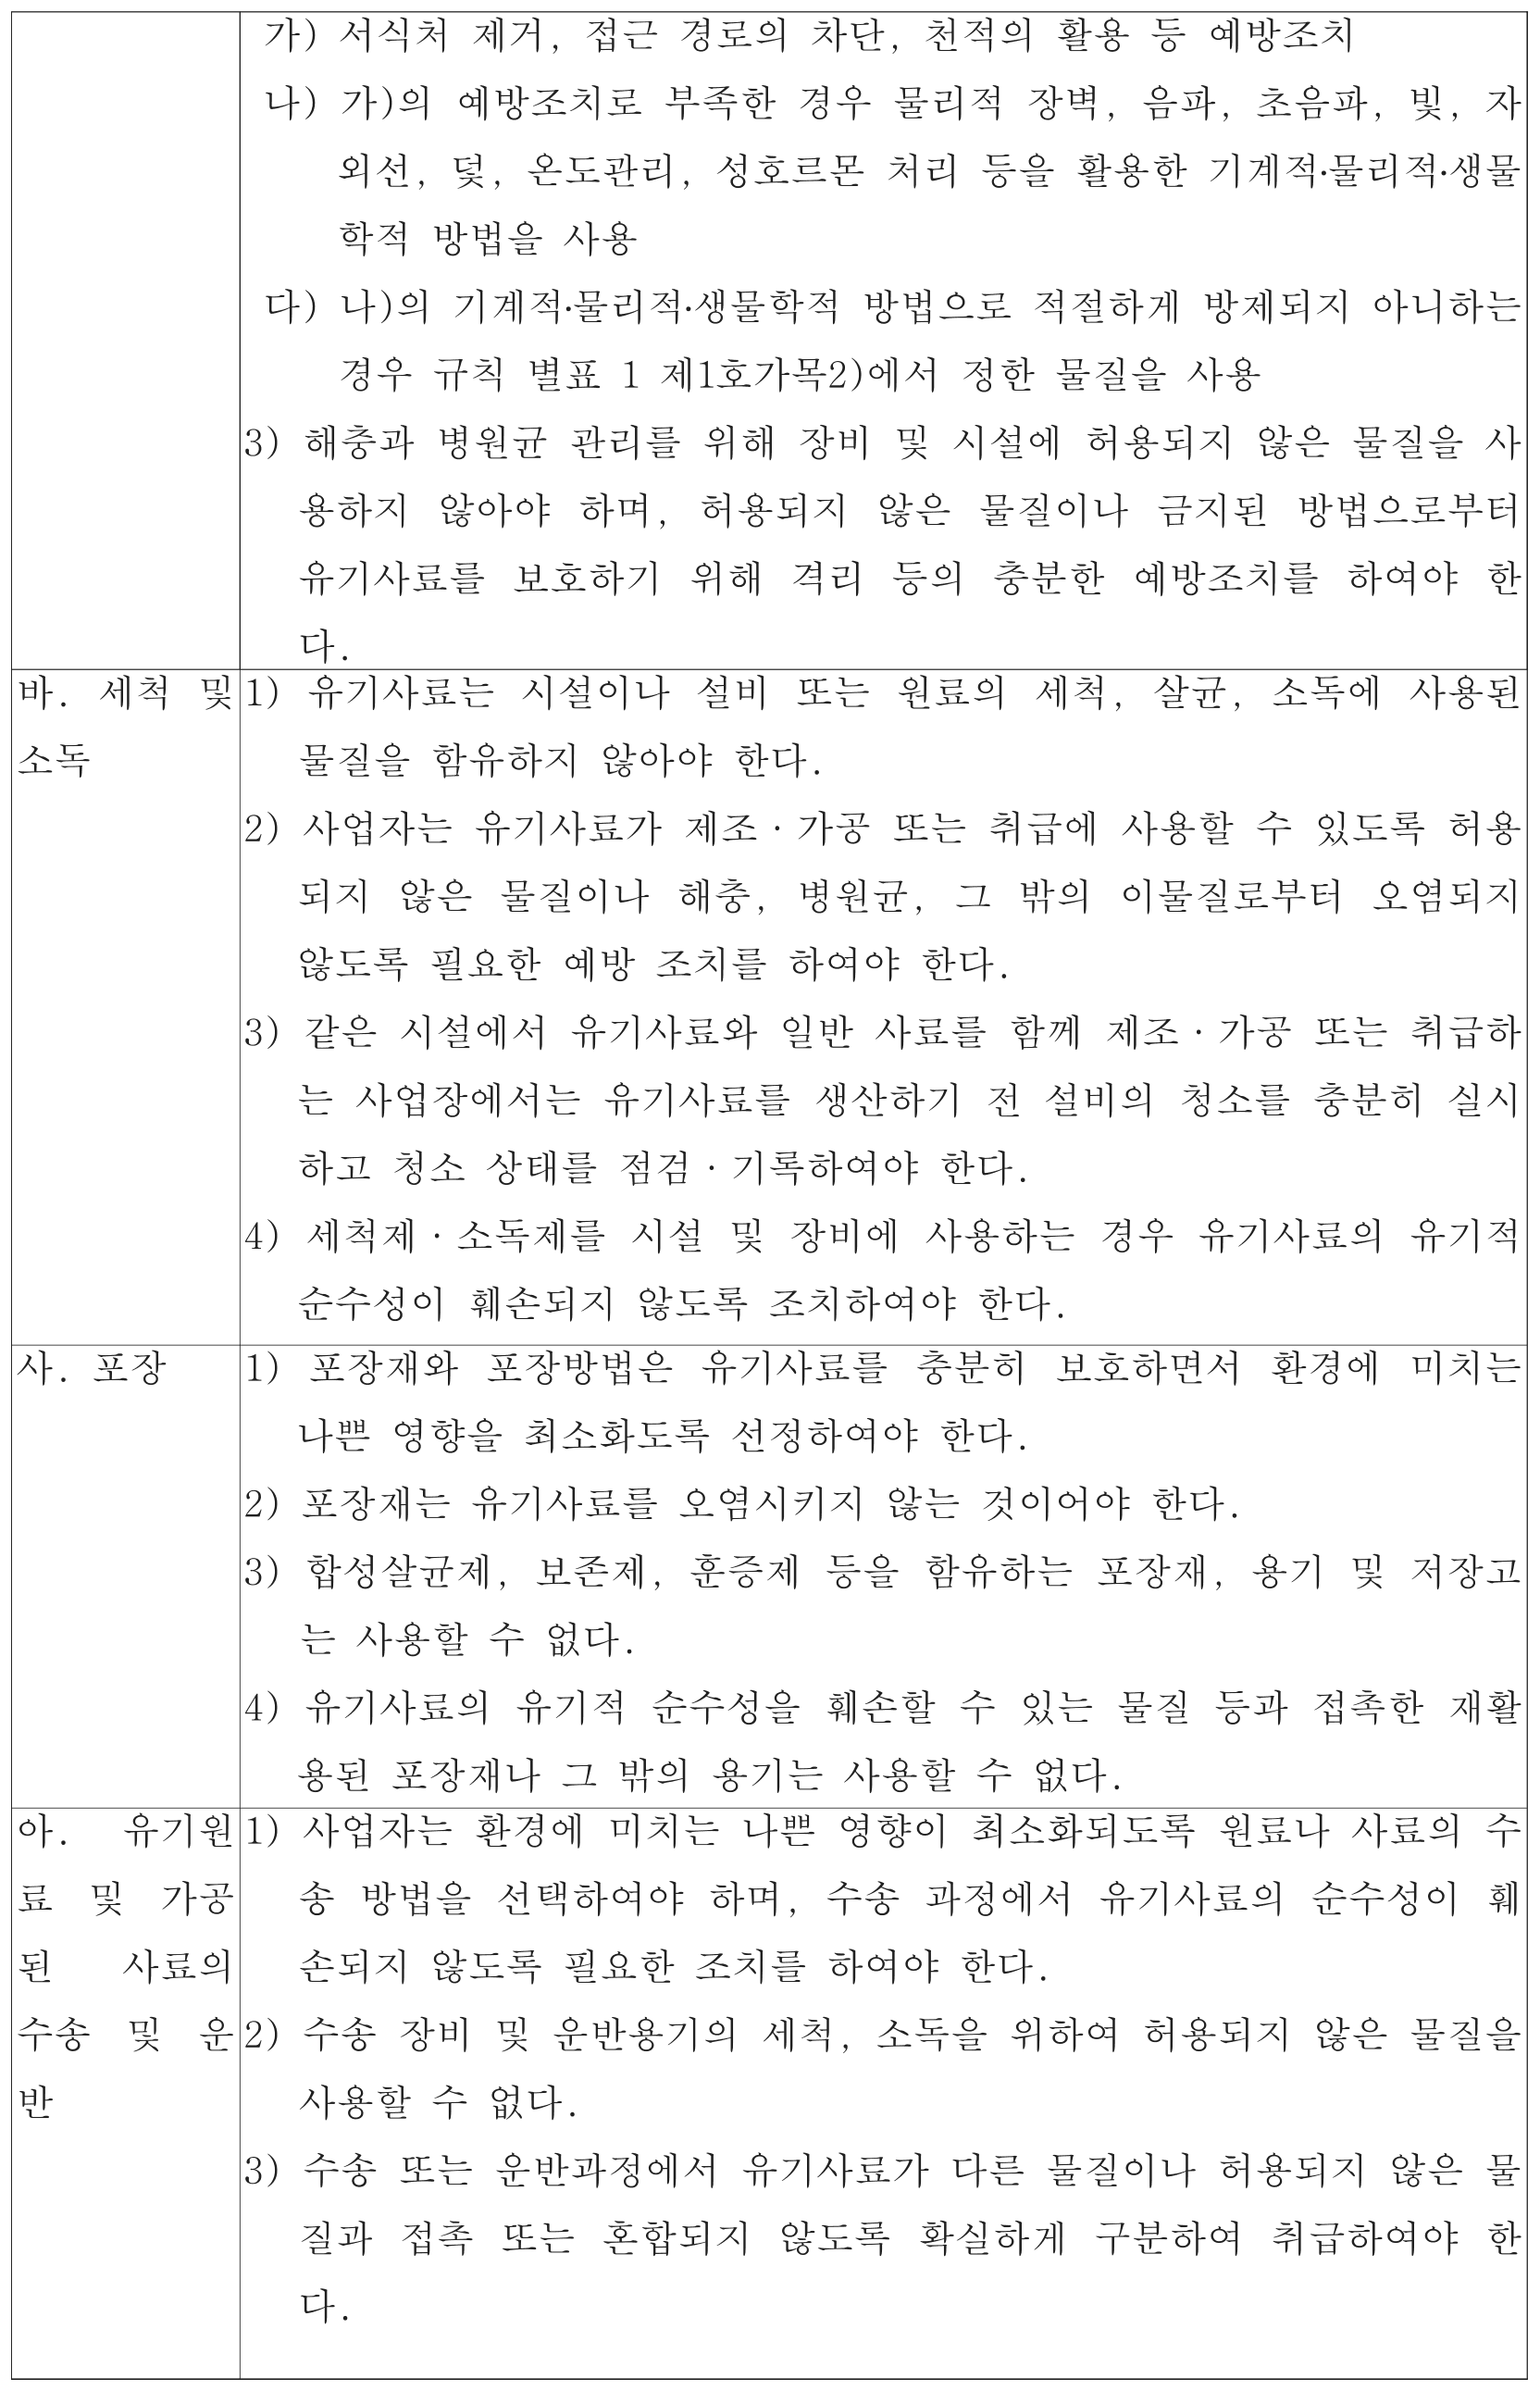 가) 서식처 제거, 접근 경로의 차단, 천적의 활용 등 예방조치
나) 가)의 예방조치로 부족한 경우 물리적 장벽, 음파, 초음파, 빛, 자
외선, 덫, 온도관리, 성호르몬 처리 등을 활용한 기계적·물리적·생물
학적 방법을 사용
다) 나)의 기계적·물리적·생물학적 방법으로 적절하게 방제되지 아니하는
경우 규칙 별표 1 제1호가목2)에서 정한 물질을 사용
3) 해충과 병원균 관리를 위해 장비 및 시설에 허용되지 않은 물질을 사
용하지 않아야 하며, 허용되지 않은 물질이나 금지된 방법으로부터
유기사료를 보호하기 위해 격리 등의 충분한 예방조치를 하여야 한
다.
바. 세척 및
소독
1) 유기사료는 시설이나 설비 또는 원료의 세척, 살균, 소독에 사용된
물질을 함유하지 않아야 한다.
2) 사업자는 유기사료가 제조·가공 또는 취급에 사용할 수 있도록 허용
되지 않은 물질이나 해충, 병원균, 그 밖의 이물질로부터 오염되지
않도록 필요한 예방 조치를 하여야 한다.
3) 같은 시설에서 유기사료와 일반 사료를 함께 제조·가공 또는 취급하
는 사업장에서는 유기사료를 생산하기 전 설비의 청소를 충분히 실시
하고 청소 상태를 점검·기록하여야 한다.
4) 세척제·소독제를 시설 및 장비에 사용하는 경우 유기사료의 유기적
순수성이 훼손되지 않도록 조치하여야 한다.
사. 포장
1) 포장재와 포장방법은 유기사료를 충분히 보호하면서 환경에 미치는
나쁜 영향을 최소화도록 선정하여야 한다.
2) 포장재는 유기사료를 오염시키지 않는 것이어야 한다.
3) 합성살균제, 보존제, 훈증제 등을 함유하는 포장재, 용기 및 저장고
는 사용할 수 없다.
4) 유기사료의 유기적 순수성을 훼손할 수 있는 물질 등과 접촉한 재활
용된 포장재나 그 밖의 용기는 사용할 수 없다.
아. 유기원
료 및 가공
된 사료의
수송 및 운
반
1) 사업자는 환경에 미치는 나쁜 영향이 최소화되도록 원료나 사료의 수
송 방법을 선택하여야 하며, 수송 과정에서 유기사료의 순수성이 훼
손되지 않도록 필요한 조치를 하여야 한다.
2) 수송 장비 및 운반용기의 세척, 소독을 위하여 허용되지 않은 물질을
사용할 수 없다.
3) 수송 또는 운반과정에서 유기사료가 다른 물질이나 허용되지 않은 물
질과 접촉 또는 혼합되지 않도록 확실하게 구분하여 취급하여야 한
다.